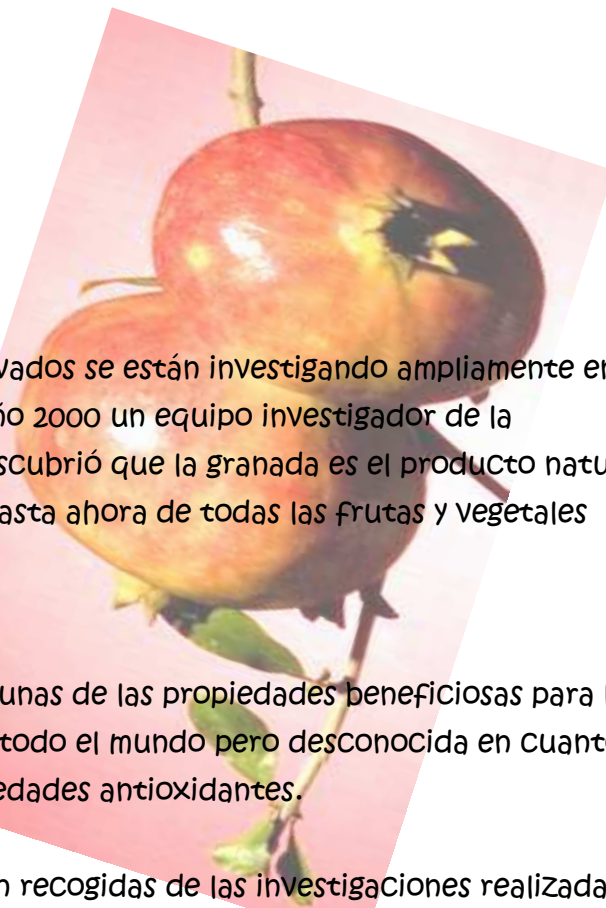 vados se están investigando ampliamente en
ño 2000 un equipo investigador de la
scubrió que la granada es el producto natu
asta ahora de todas las frutas y vegetales
unas de las propiedades beneficiosas para l
todo el mundo pero desconocida en cuanto
edades antioxidantes.
n recogidas de las investigaciones realizada